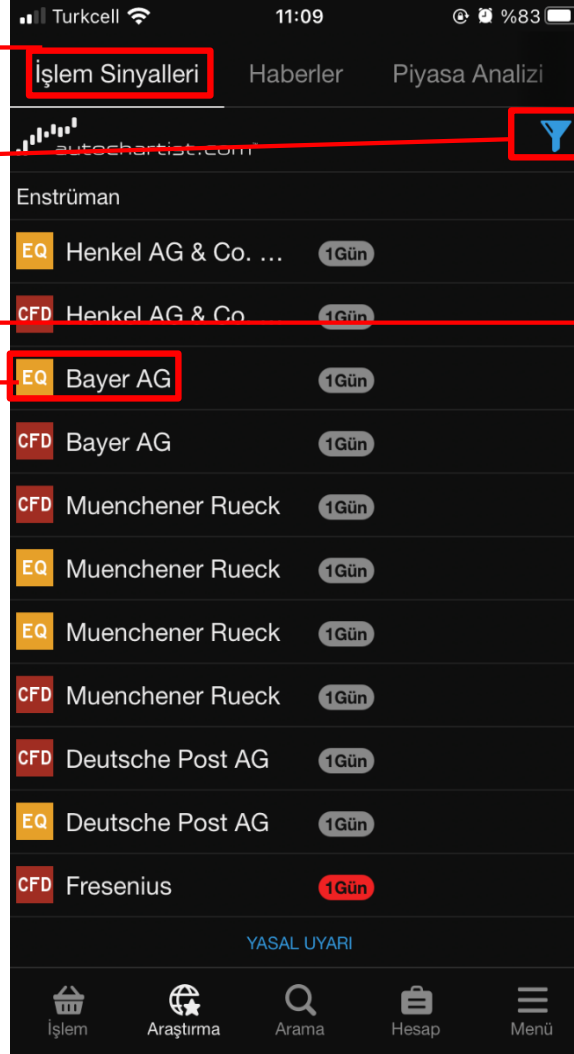 Turkcell 11:09 %83
İşlem Sinyalleri Haberler Piyasa Analizi
autochartist.com
Enstrüman
EQ Henkel AG & Co. ... 1Gün
CFD Henkel AG & Co. ... 1Gün
EQ Bayer AG 1Gün
CFD Bayer AG 1Gün
CFD Muenchener Rueck 1Gün
EQ Muenchener Rueck 1Gün
EQ Muenchener Rueck 1Gün
CFD Muenchener Rueck 1Gün
CFD Deutsche Post AG 1Gün
EQ Deutsche Post AG 1Gün
CFD Fresenius 1Gün
YASAL UYARI
İşlem Araştırma Arama Hesap Menü